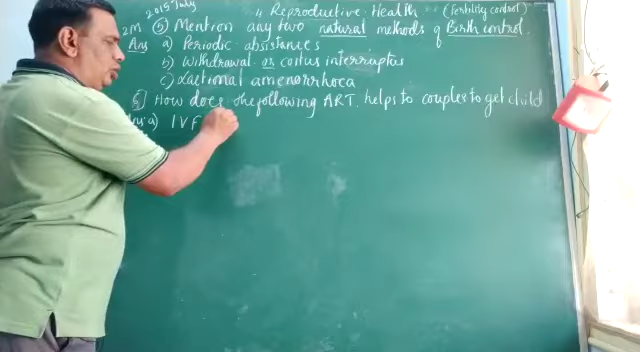 2015 July 4 Reproductive Health (fertility control)
2M ⑤ Mention any two natural methods of Birth control.
Ans a) Periodic absistances
b) Withdrawal or coitus interruptus
c) Lactional amenorrhoea
How does the following ART helps to couples to get child
Ans a) IVF